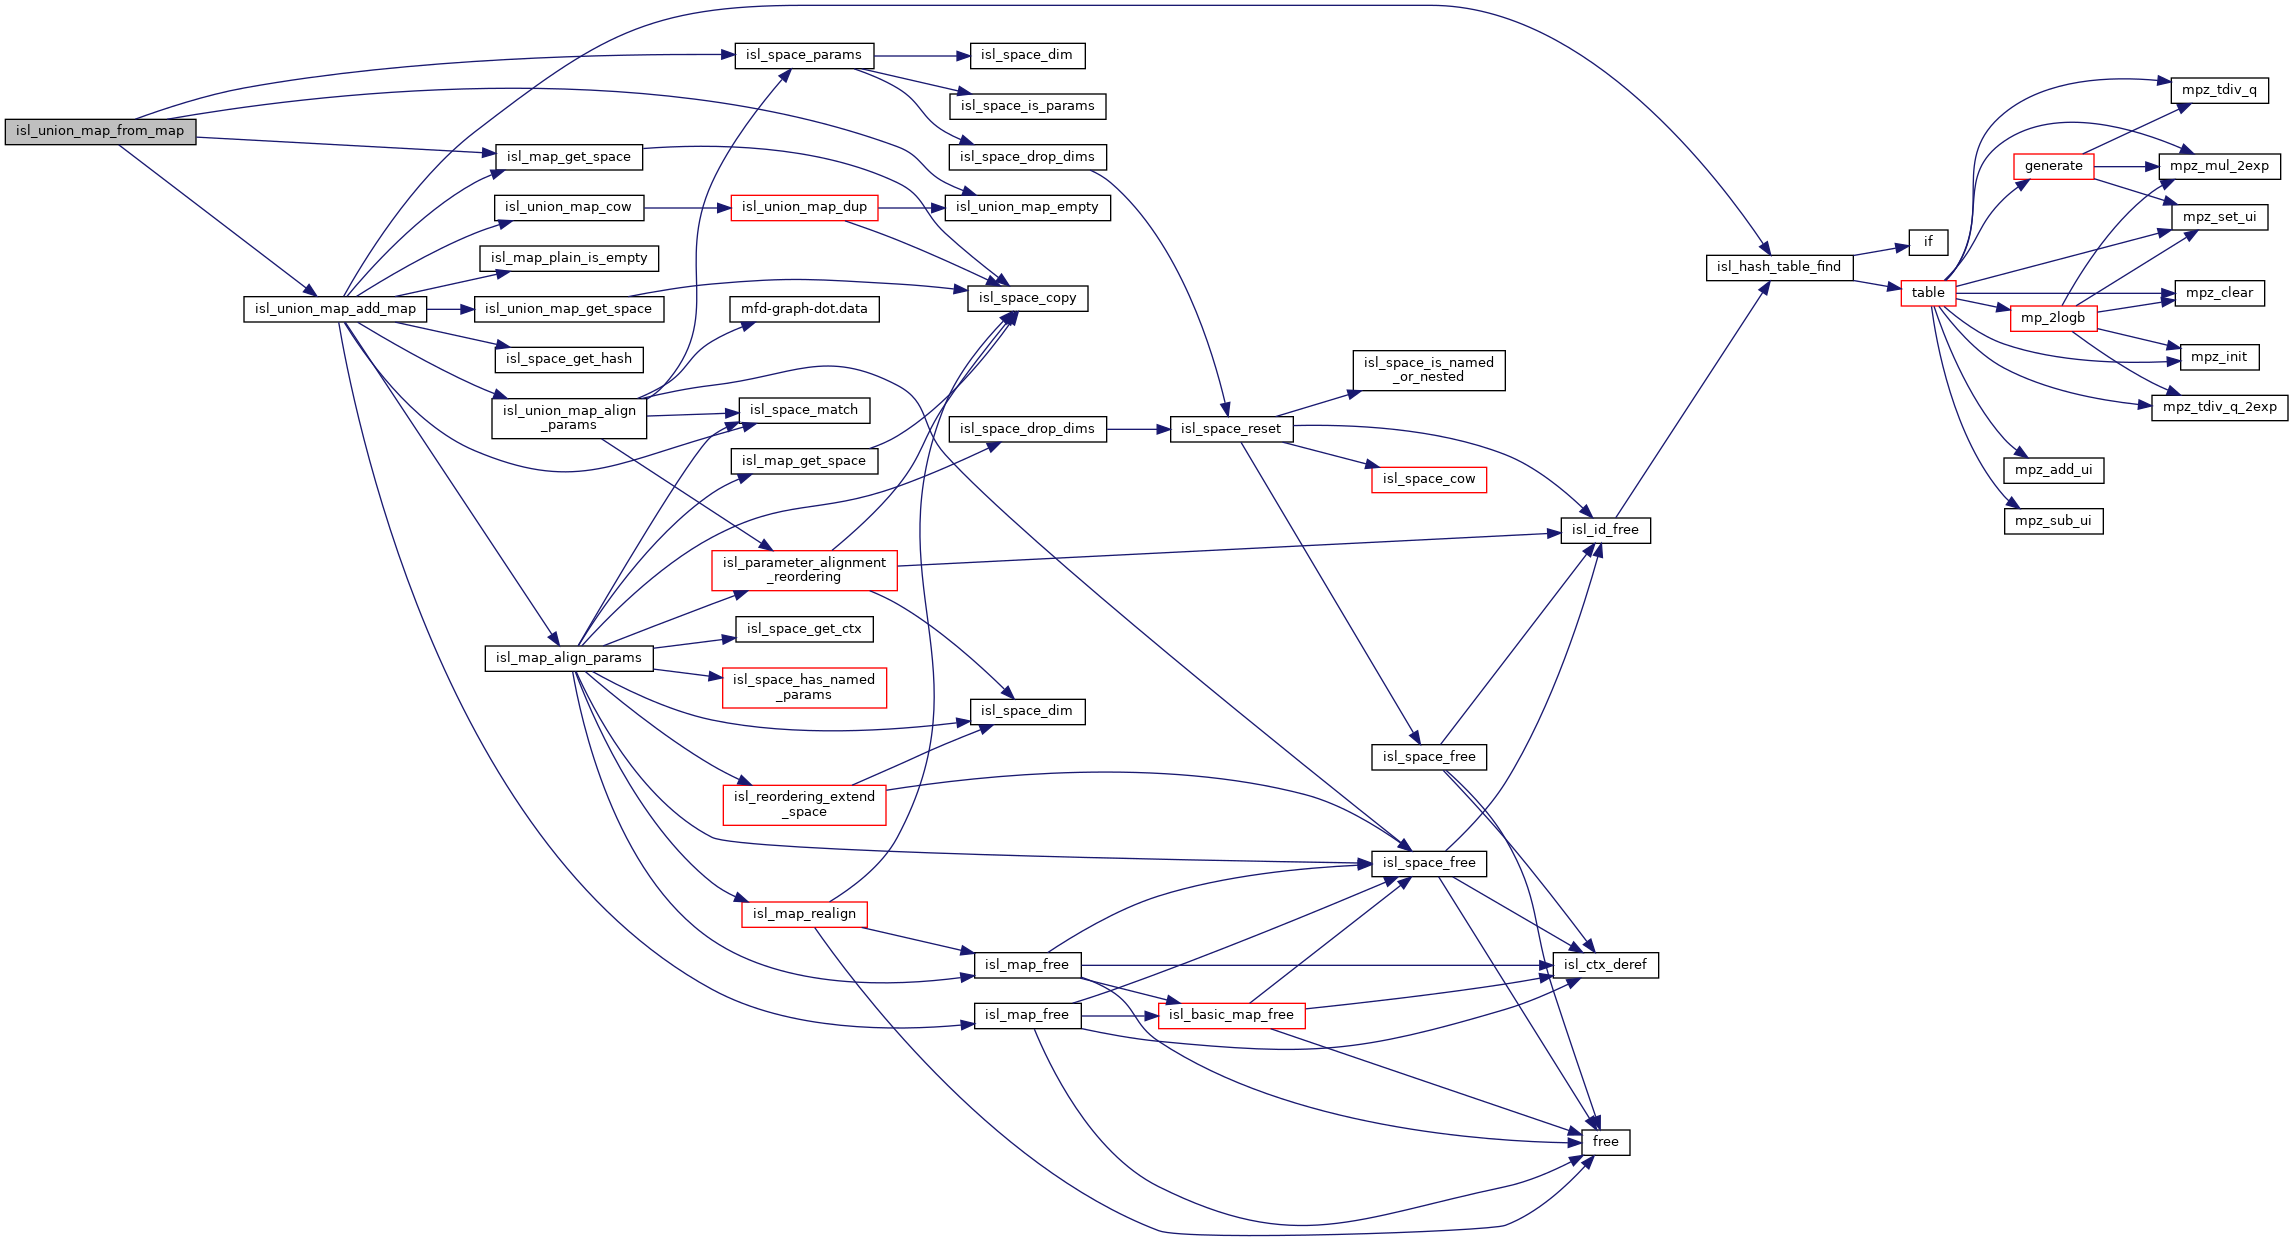 isl_union_map_from_map
isl_union_map_add_map
isl_map_get_space
isl_union_map_cow
isl_map_plain_is_empty
isl_union_map_get_space
isl_space_get_hash
isl_union_map_align
_params
isl_map_align_params
isl_space_params
isl_union_map_dup
mfd-graph-dot.data
isl_space_match
isl_map_get_space
isl_parameter_alignment
_reordering
isl_space_get_ctx
isl_space_has_named
_params
isl_reordering_extend
_space
isl_map_realign
isl_space_dim
isl_space_is_params
isl_space_drop_dims
isl_union_map_empty
isl_space_copy
isl_space_drop_dims
isl_space_dim
isl_map_free
isl_map_free
isl_space_reset
isl_basic_map_free
isl_space_is_named
_or_nested
isl_space_cow
isl_space_free
isl_space_free
isl_id_free
isl_ctx_deref
free
isl_hash_table_find
if
table
generate
mp_2logb
mpz_add_ui
mpz_sub_ui
mpz_tdiv_q
mpz_mul_2exp
mpz_set_ui
mpz_clear
mpz_init
mpz_tdiv_q_2exp